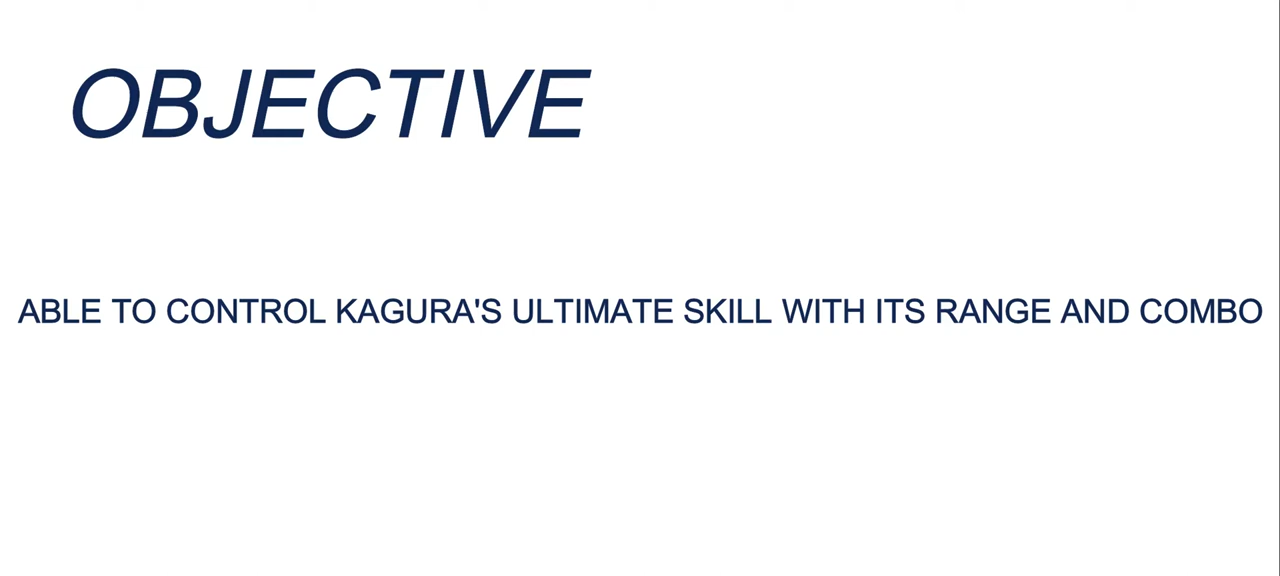 OBJECTIVE
ABLE TO CONTROL KAGURA'S ULTIMATE SKILL WITH ITS RANGE AND COMBO